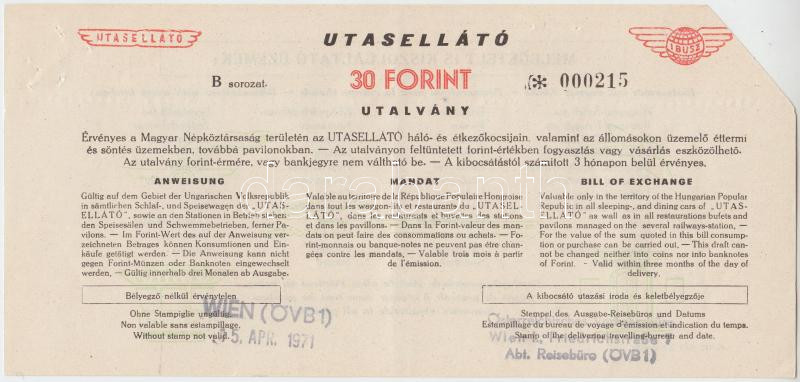 UTASELLÁTÓ
UTASELLÁTÓ
IBUSZ
B sorozat.
30 FORINT
(* 000215
UTALVÁNY
Érvényes a Magyar Népköztársaság területén az UTASELLÁTÓ háló- és étkezőkocsijain, valamint az állomásokon üzemelő éttermi
és söntés üzemekben, továbbá pavilonokban. — Az utalványon feltüntetett forint-értékben fogyasztás vagy vásárlás eszközölhető.
Az utalvány forint-érmére, vagy bankjegyre nem váltható be. — A kibocsátástól számított 3 hónapon belül érvényes.
ANWEISUNG
Gültig auf dem Gebiet der Ungarischen Volksrepublik
in sämtlichen Schlaf-, und Speisewagen des „UTAS-
ELLÁTÓ", sowie an den Stationen in Betrieb stehen-
den Speisesälen und Schwemmbetrieben, ferner Pa-
vilons. — Im Forint-Wert des auf der Anweisung ver-
zeichneten Betrages können Konsumtionen und Ein-
käufe getätigt werden. — Die Anweisung kann nicht
gegen Forint-Münzen oder Banknoten eingewechselt
werden. — Gültig innerhalb drei Monaten ab Ausgabe.
MANDAT
Valable au territoire de la République Populaire Hongroise
dans tout les wagon-lit et restaurants du „UTASEL-
LÁTÓ", dans les restaurants et buvettes des stations
et dans les pavillons. — Dans la Forint-valeur des man-
dats on peut faire des consommations ou achats. — Fo-
rint-monnais ou banque-notes ne peuvent pas être chan-
gées contre les mandats. — Valable trois mois à partir
de l'émission.
BILL OF EXCHANGE
Valuable only in the territory of the Hungarian Popular
Republic in all sleeping-, and dining cars of „UTAS-
ELLÁTÓ" as well as in all restaurations bufets and
pavilons managed on the several railways-station. —
For the value of the sum quoted in this bill consump-
tion or purchase can be carried out. — This draft can-
not be changed neither into coins nor into banknotes
of Forint. - Valid within three months of the day of
delivery.
Bélyegző nélkül érvénytelen
Ohne Stampiglie ungültig.
Non valable sans estampillage.
Without stamp not valid.
WIEN (ÖVB1)
5. APR. 1971
A kibocsátó utazási iroda és keletbélyegzője
Stempel des Ausgabe-Reisebüros und Datums
Estampillage du bureau de voyage d'émission et indication du temps.
Stamp of the delivering travelling-bureau and date.
Wien 2, Friedrichstrasse 7
Abt. Reisebüro (ÖVB1)
darabanth